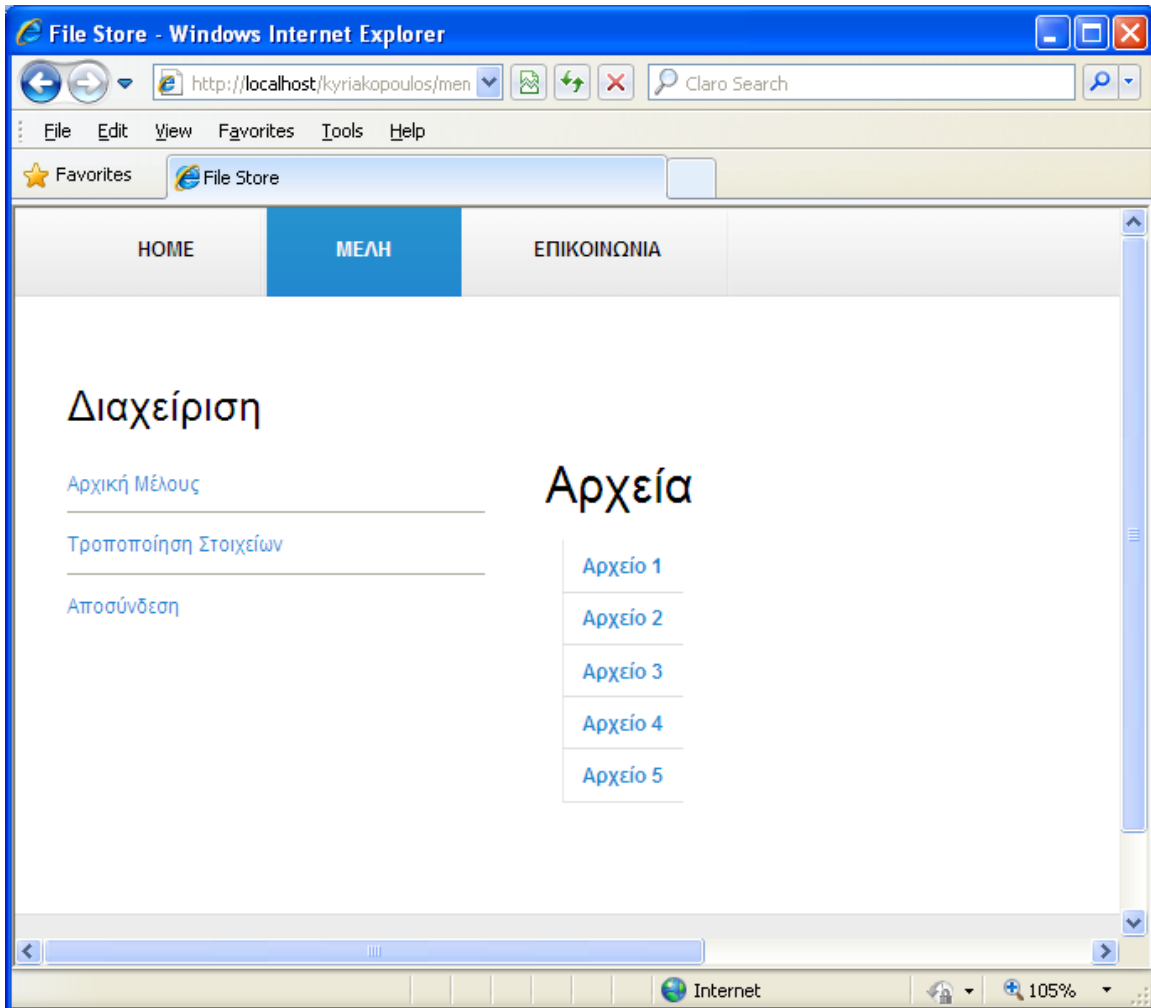 File Store - Windows Internet Explorer
http://localhost/kyriakopoulos/men
Claro Search
File Edit View Favorites Tools Help
Favorites
File Store
HOME ΜΕΛΗ ΕΠΙΚΟΙΝΩΝΙΑ
Διαχείριση
Αρχική Μέλους
Τροποποίηση Στοιχείων
Αποσύνδεση
Αρχεία
Αρχείο 1
Αρχείο 2
Αρχείο 3
Αρχείο 4
Αρχείο 5
Internet
105%